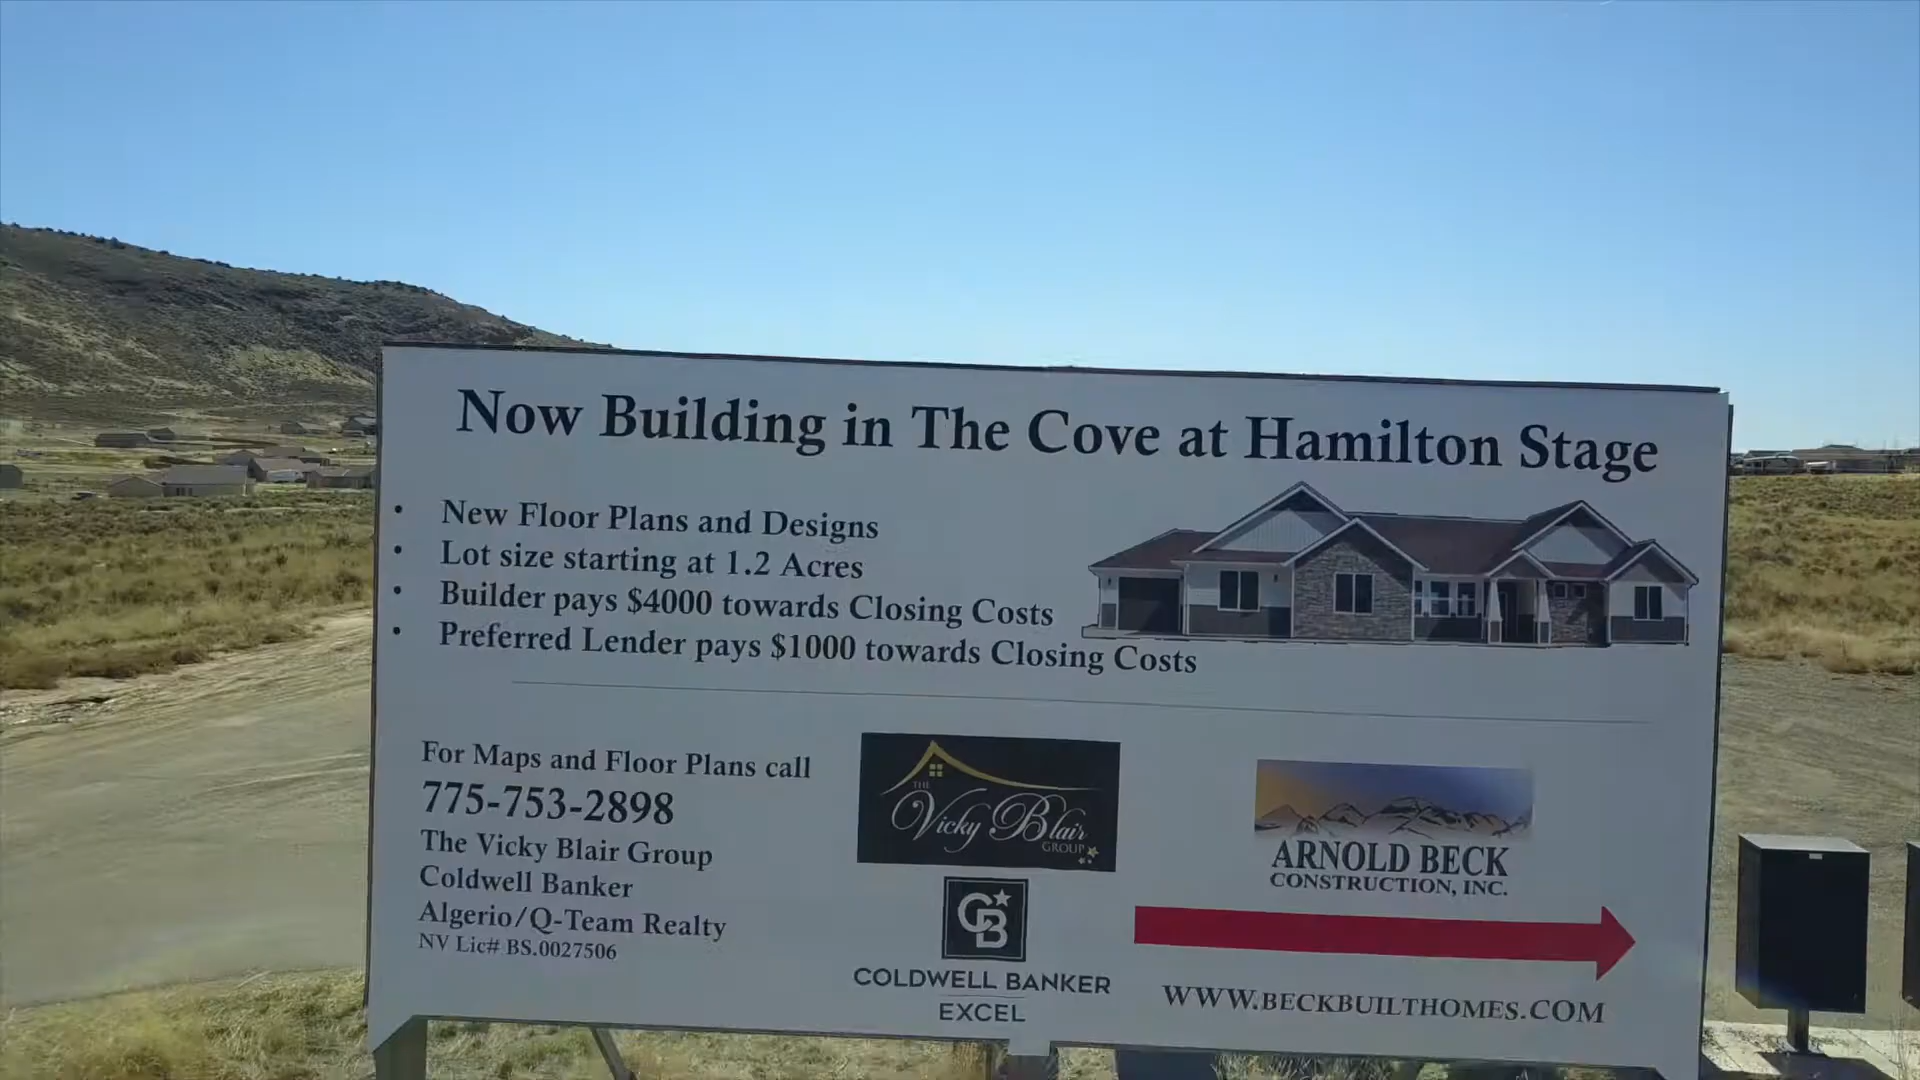 Now Building in The Cove at Hamilton Stage
• New Floor Plans and Designs
• Lot size starting at 1.2 Acres
• Builder pays $4000 towards Closing Costs
• Preferred Lender pays $1000 towards Closing Costs
For Maps and Floor Plans call
775-753-2898
The Vicky Blair Group
Coldwell Banker
Algerio/Q-Team Realty
NV Lic# BS.0027506
THE
Vicky Blair
GROUP
CB
COLDWELL BANKER
EXCEL
ARNOLD BECK
CONSTRUCTION, INC.
WWW.BECKBUILTHOMES.COM